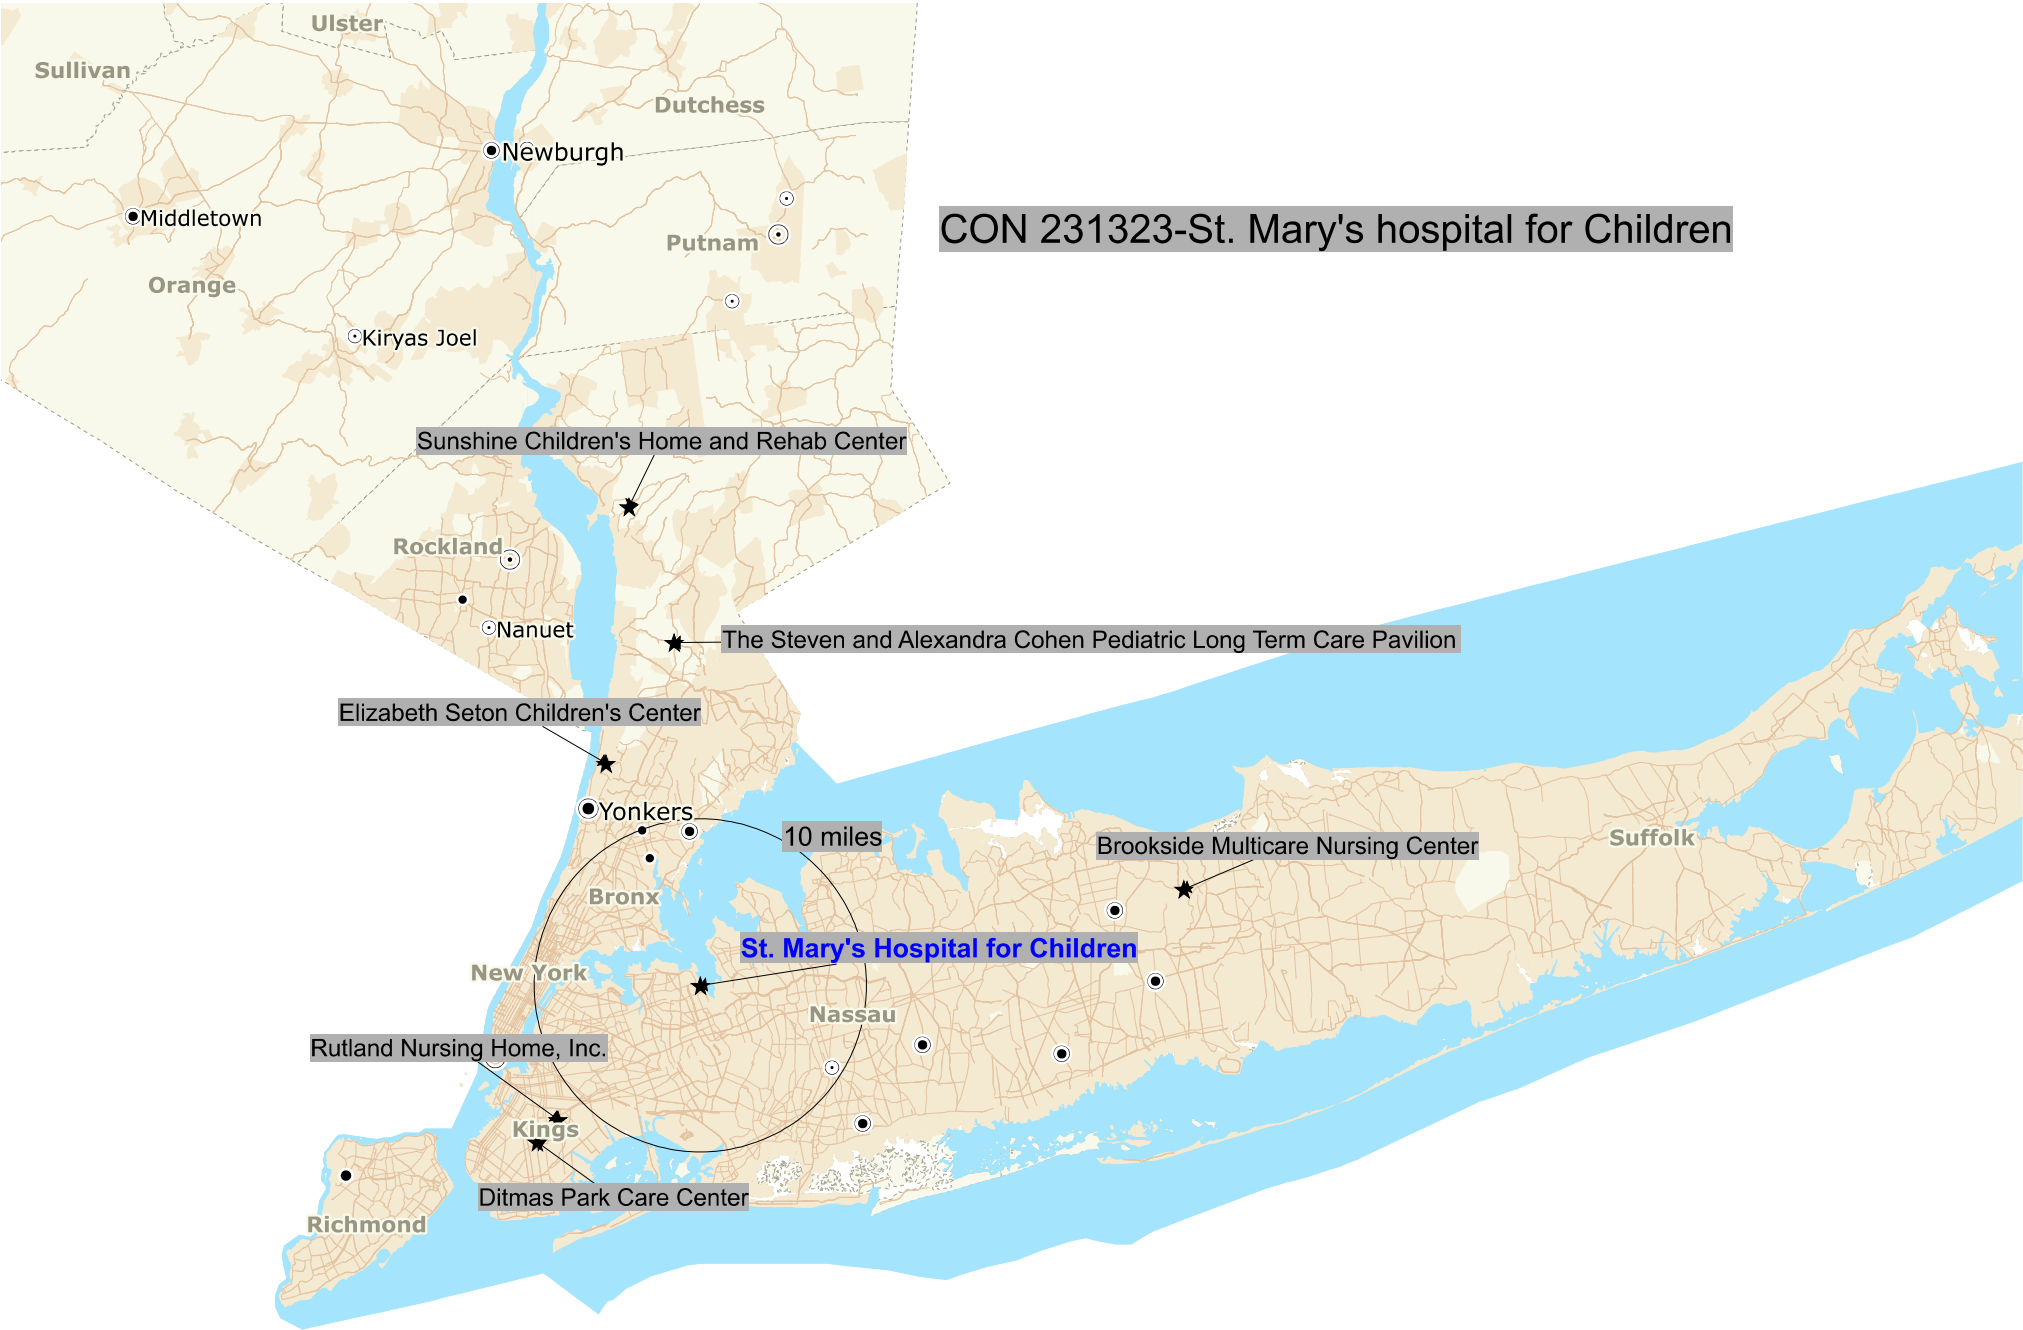 Ulster
Sullivan
Dutchess
Newburgh
Middletown
CON 231323-St. Mary's hospital for Children
Putnam
Orange
Kiryas Joel
Sunshine Children's Home and Rehab Center
Rockland
Nanuet
The Steven and Alexandra Cohen Pediatric Long Term Care Pavilion
Elizabeth Seton Children's Center
Yonkers
10 miles
Suffolk
Brookside Multicare Nursing Center
Bronx
St. Mary's Hospital for Children
New York
Nassau
Rutland Nursing Home, Inc.
Kings
Ditmas Park Care Center
Richmond